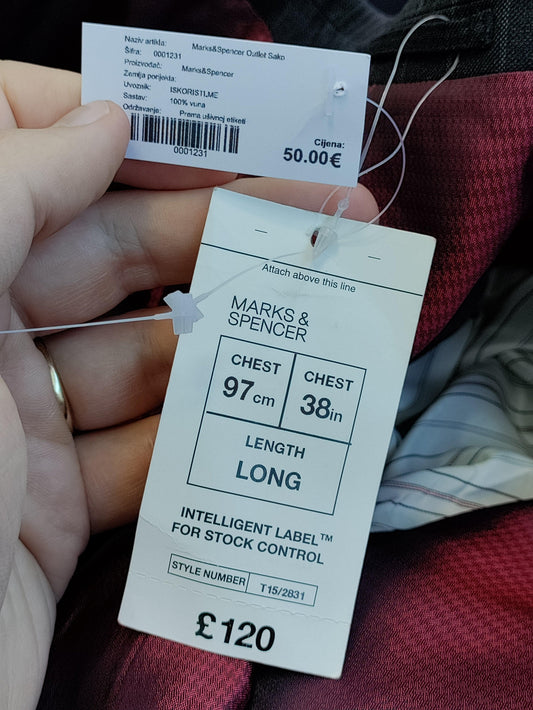 Naziv artikla: Marks&Spencer Outlet Sako
Šifra: 0001231
Proizvođač: Marks&Spencer
Zemlja porijekla:
Uvoznik: ISKORISTI.ME
Sastav: 100% vuna
Održavanje: Prema ušivnoj etiketi
0001231
Cijena:
50.00€
Attach above this line
MARKS &
SPENCER
CHEST
97cm
CHEST
38in
LENGTH
LONG
INTELLIGENT LABEL™
FOR STOCK CONTROL
STYLE NUMBER T15/2831
£120